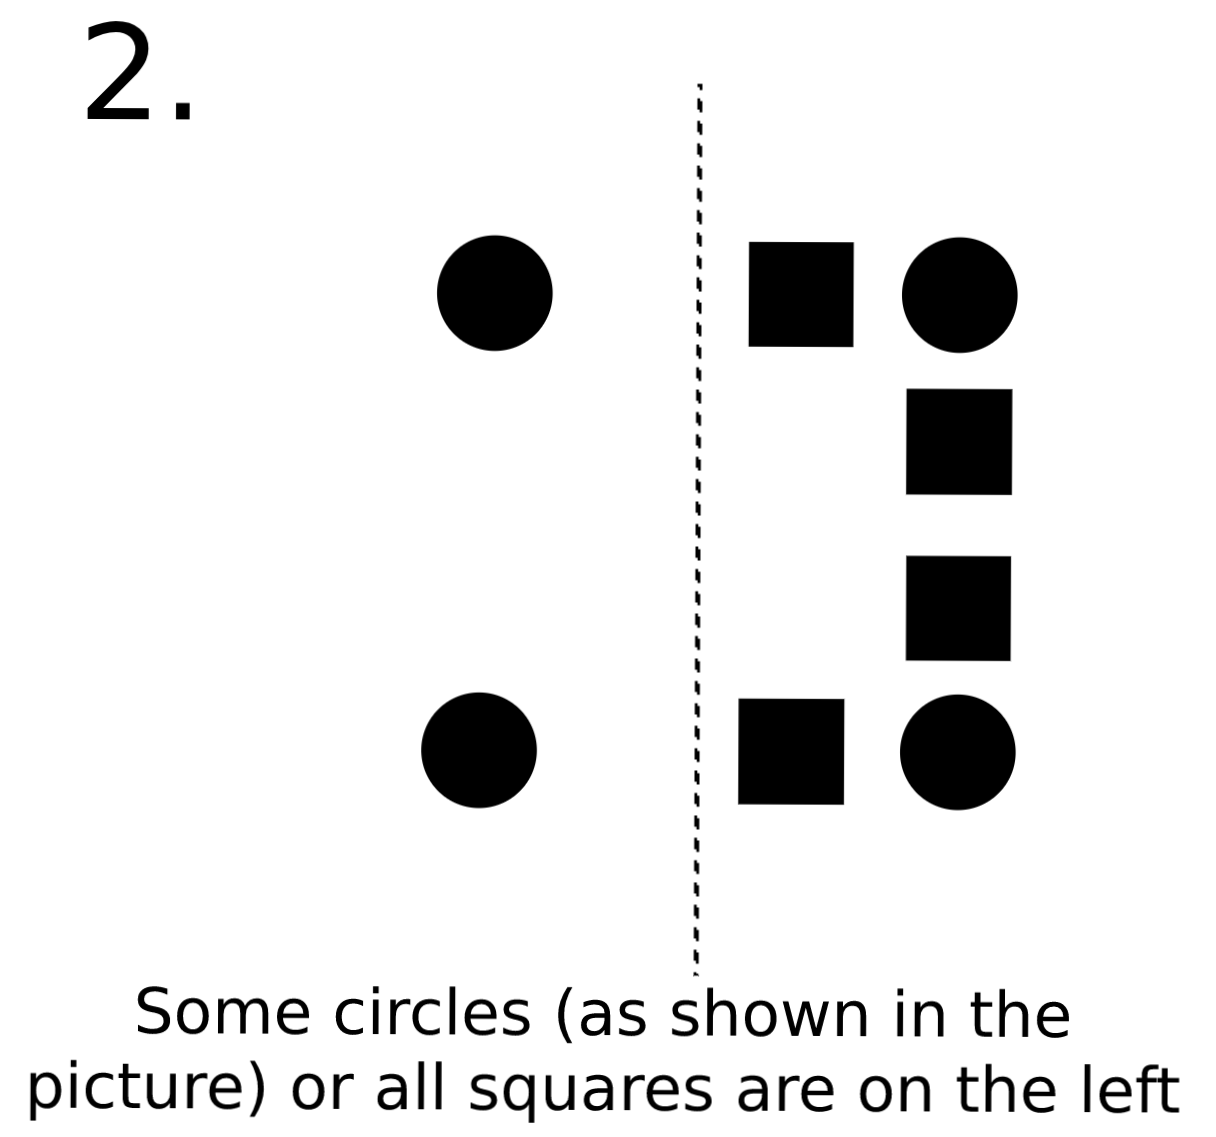 2.
Some circles (as shown in the
picture) or all squares are on the left